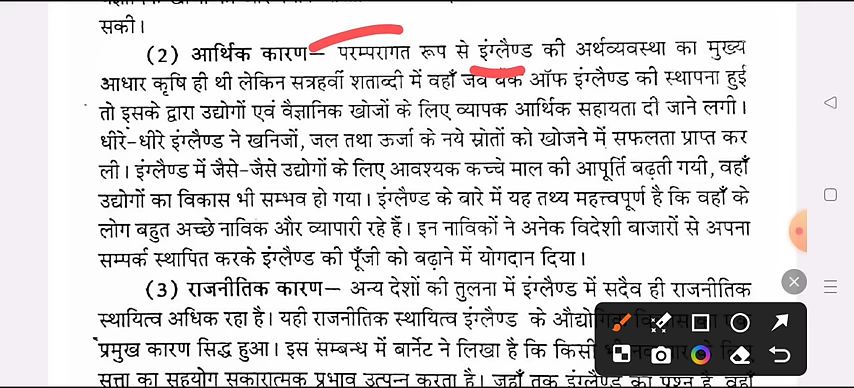 सकी।
(2) आर्थिक कारण— परम्परागत रूप से इंग्लैण्ड की अर्थव्यवस्था का मुख्य
आधार कृषि ही थी लेकिन सत्रहवीं शताब्दी में वहाँ जब बैंक ऑफ इंग्लैण्ड की स्थापना हुई
तो इसके द्वारा उद्योगों एवं वैज्ञानिक खोजों के लिए व्यापक आर्थिक सहायता दी जाने लगी।
धीरे-धीरे इंग्लैण्ड ने खनिजों, जल तथा ऊर्जा के नये स्रोतों को खोजने में सफलता प्राप्त कर
ली। इंग्लैण्ड में जैसे-जैसे उद्योगों के लिए आवश्यक कच्चे माल की आपूर्ति बढ़ती गयी, वहाँ
उद्योगों का विकास भी सम्भव हो गया। इंग्लैण्ड के बारे में यह तथ्य महत्त्वपूर्ण है कि वहाँ के
लोग बहुत अच्छे नाविक और व्यापारी रहे हैं। इन नाविकों ने अनेक विदेशी बाजारों से अपना
सम्पर्क स्थापित करके इंग्लैण्ड की पूँजी को बढ़ाने में योगदान दिया।
(3) राजनीतिक कारण— अन्य देशों की तुलना में इंग्लैण्ड में सदैव ही राजनीतिक
स्थायित्व अधिक रहा है। यही राजनीतिक स्थायित्व इंग्लैण्ड के
प्रमुख कारण सिद्ध हुआ। इस सम्बन्ध में बार्नेट ने लिखा है कि किसी
सत्ता का सहयोग सकारात्मक प्रभाव उत्पन्न करता है। जहाँ तक इंग्लैण्ड का प्रश्न है, वहाँ